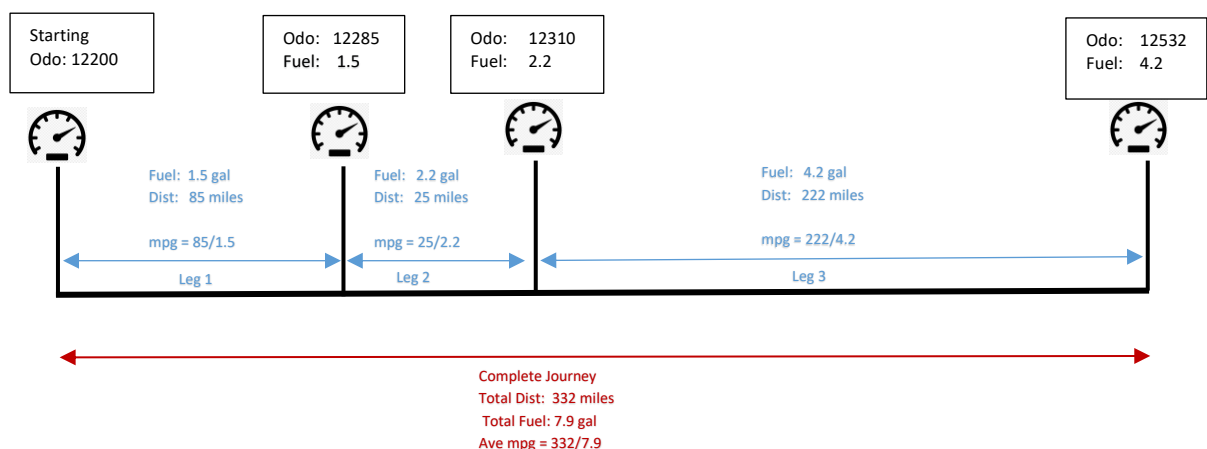 Starting
Odo: 12200
Odo: 12285
Fuel: 1.5
Odo: 12310
Fuel: 2.2
Odo: 12532
Fuel: 4.2
Fuel: 1.5 gal
Dist: 85 miles
mpg = 85/1.5
Leg 1
Fuel: 2.2 gal
Dist: 25 miles
mpg = 25/2.2
Leg 2
Fuel: 4.2 gal
Dist: 222 miles
mpg = 222/4.2
Leg 3
Complete Journey
Total Dist: 332 miles
Total Fuel: 7.9 gal
Ave mpg = 332/7.9